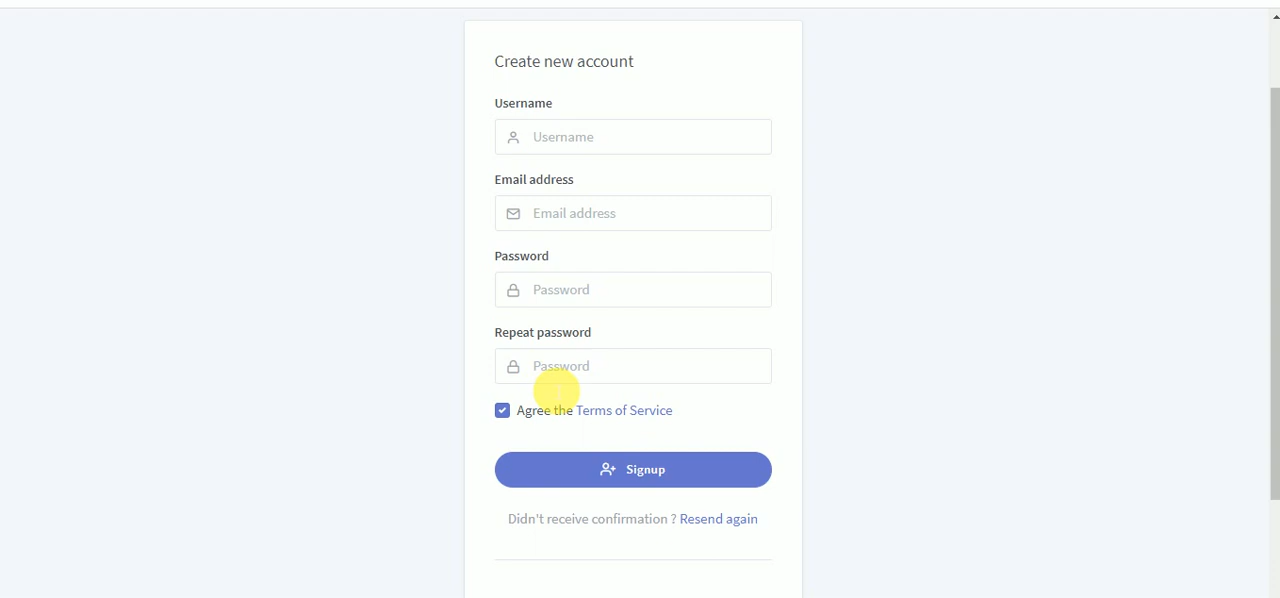 Create new account
Username
Username
Email address
Email address
Password
Password
Repeat password
Password
Agree the Terms of Service
Signup
Didn't receive confirmation ? Resend again